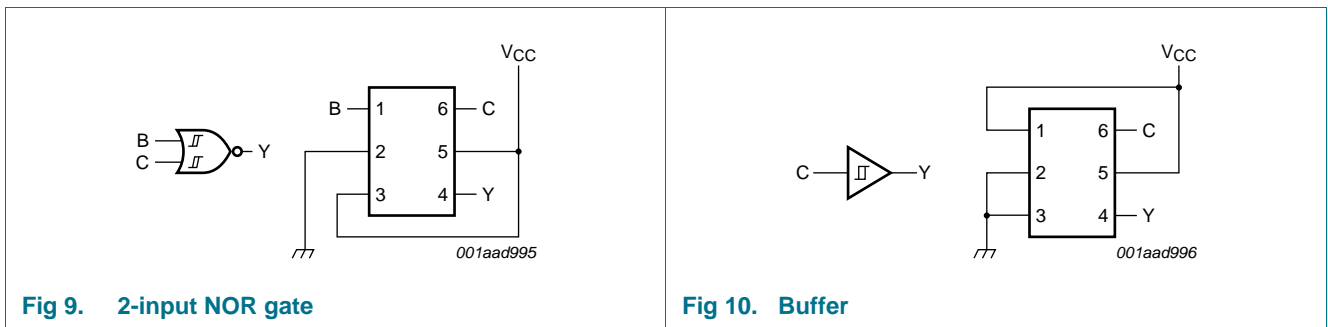 VCC
B 1 6 C
B
C
Y
2 5
3 4 Y
001aad995
Fig 9. 2-input NOR gate
VCC
1 6 C
C Y
2 5
3 4 Y
001aad996
Fig 10. Buffer